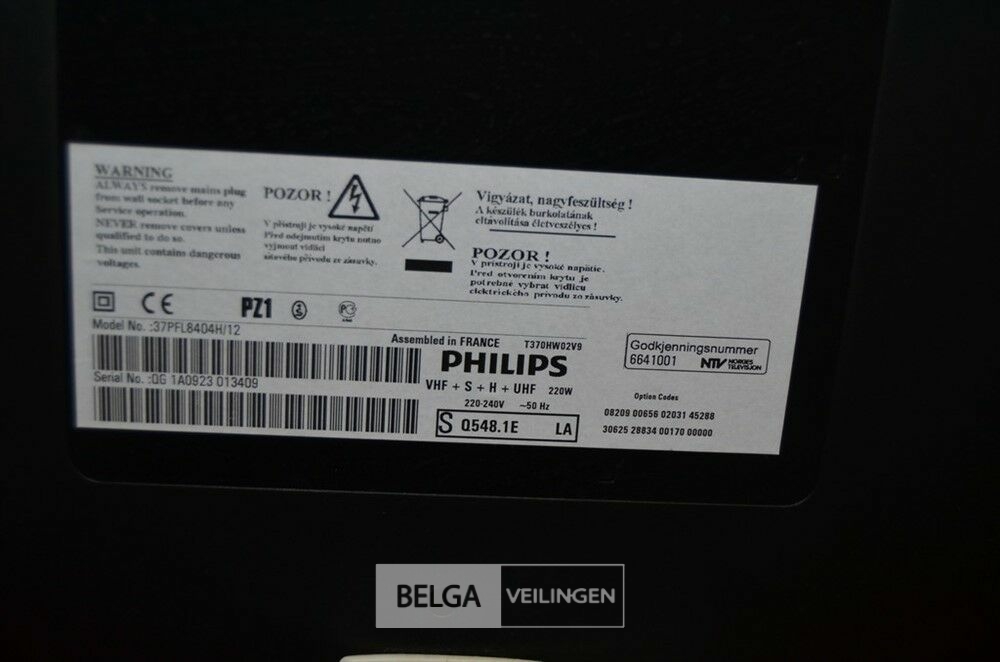 WARNING
ALWAYS remove mains plug
from wall socket before any
Service operation.
NEVER remove covers unless
qualified to do so.
This unit contains dangerous
voltages.
POZOR !
V přístroji je vysoké napětí
Před odejmutím krytu nutno
vyjmout vidlici
síťového přívodu ze zásuvky.
Vigyázat, nagyfeszültség !
A készülék burkolatának
eltávolítása életveszélyes !
POZOR !
V prístroji je vysoké napätie.
Pred otvorením krytu je
potrebné vybrať vidlicu
elektrického prívodu zo zásuvky.
CE
PZ1
Model No. :37PFL8404H/12
Serial No. :QG 1A0923 013409
Assembled in FRANCE T370HW02V9
PHILIPS
VHF + S + H + UHF 220W
220-240V ~50 Hz
S Q548.1E LA
Godkjenningsnummer
6641001 NTV NORGES TELEVISJON
Option Codes
08209 00656 02031 45288
30625 28834 00170 00000
BELGA VEILINGEN